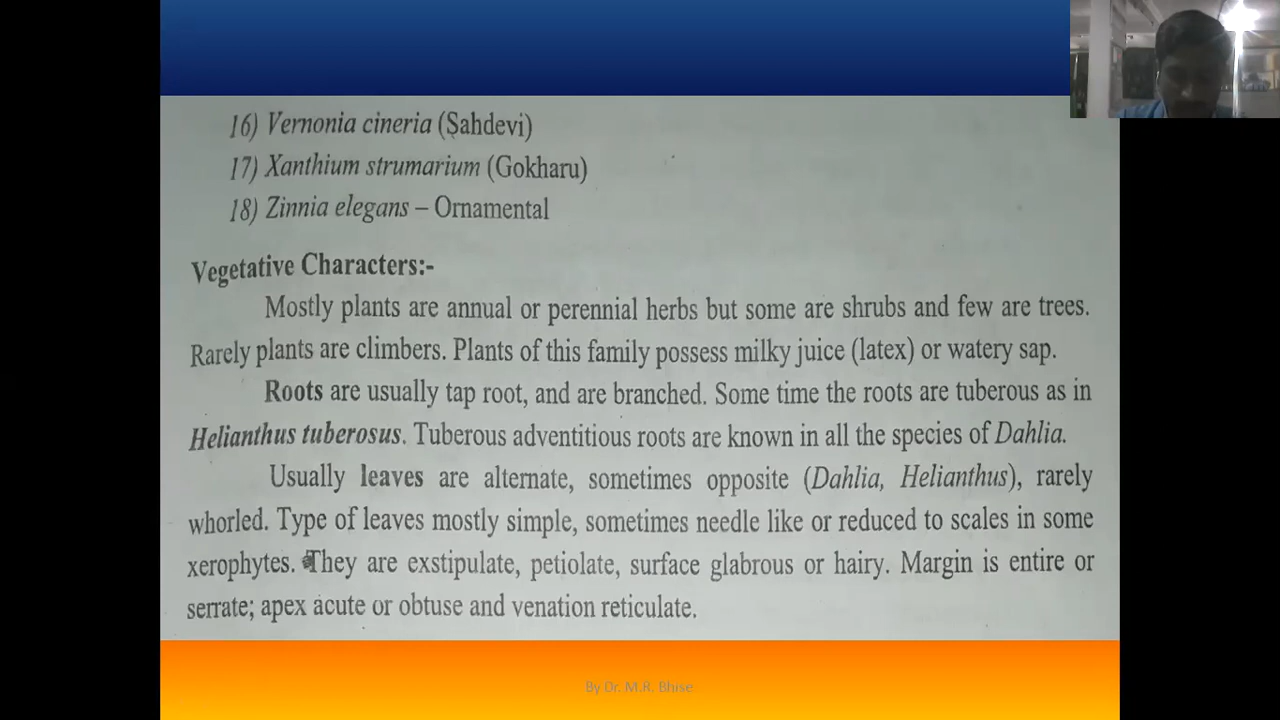 16) Vernonia cineria (Sahdevi)
17) Xanthium strumarium (Gokharu)
18) Zinnia elegans – Ornamental
Vegetative Characters:-
Mostly plants are annual or perennial herbs but some are shrubs and few are trees.
Rarely plants are climbers. Plants of this family possess milky juice (latex) or watery sap.
Roots are usually tap root, and are branched. Some time the roots are tuberous as in
Helianthus tuberosus. Tuberous adventitious roots are known in all the species of Dahlia.
Usually leaves are alternate, sometimes opposite (Dahlia, Helianthus), rarely
whorled. Type of leaves mostly simple, sometimes needle like or reduced to scales in some
xerophytes. They are exstipulate, petiolate, surface glabrous or hairy. Margin is entire or
serrate; apex acute or obtuse and venation reticulate.
By Dr. M.R. Bhise